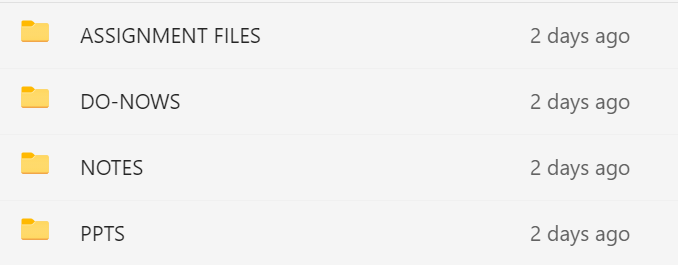 ASSIGNMENT FILES 2 days ago
DO-NOWS 2 days ago
NOTES 2 days ago
PPTS 2 days ago